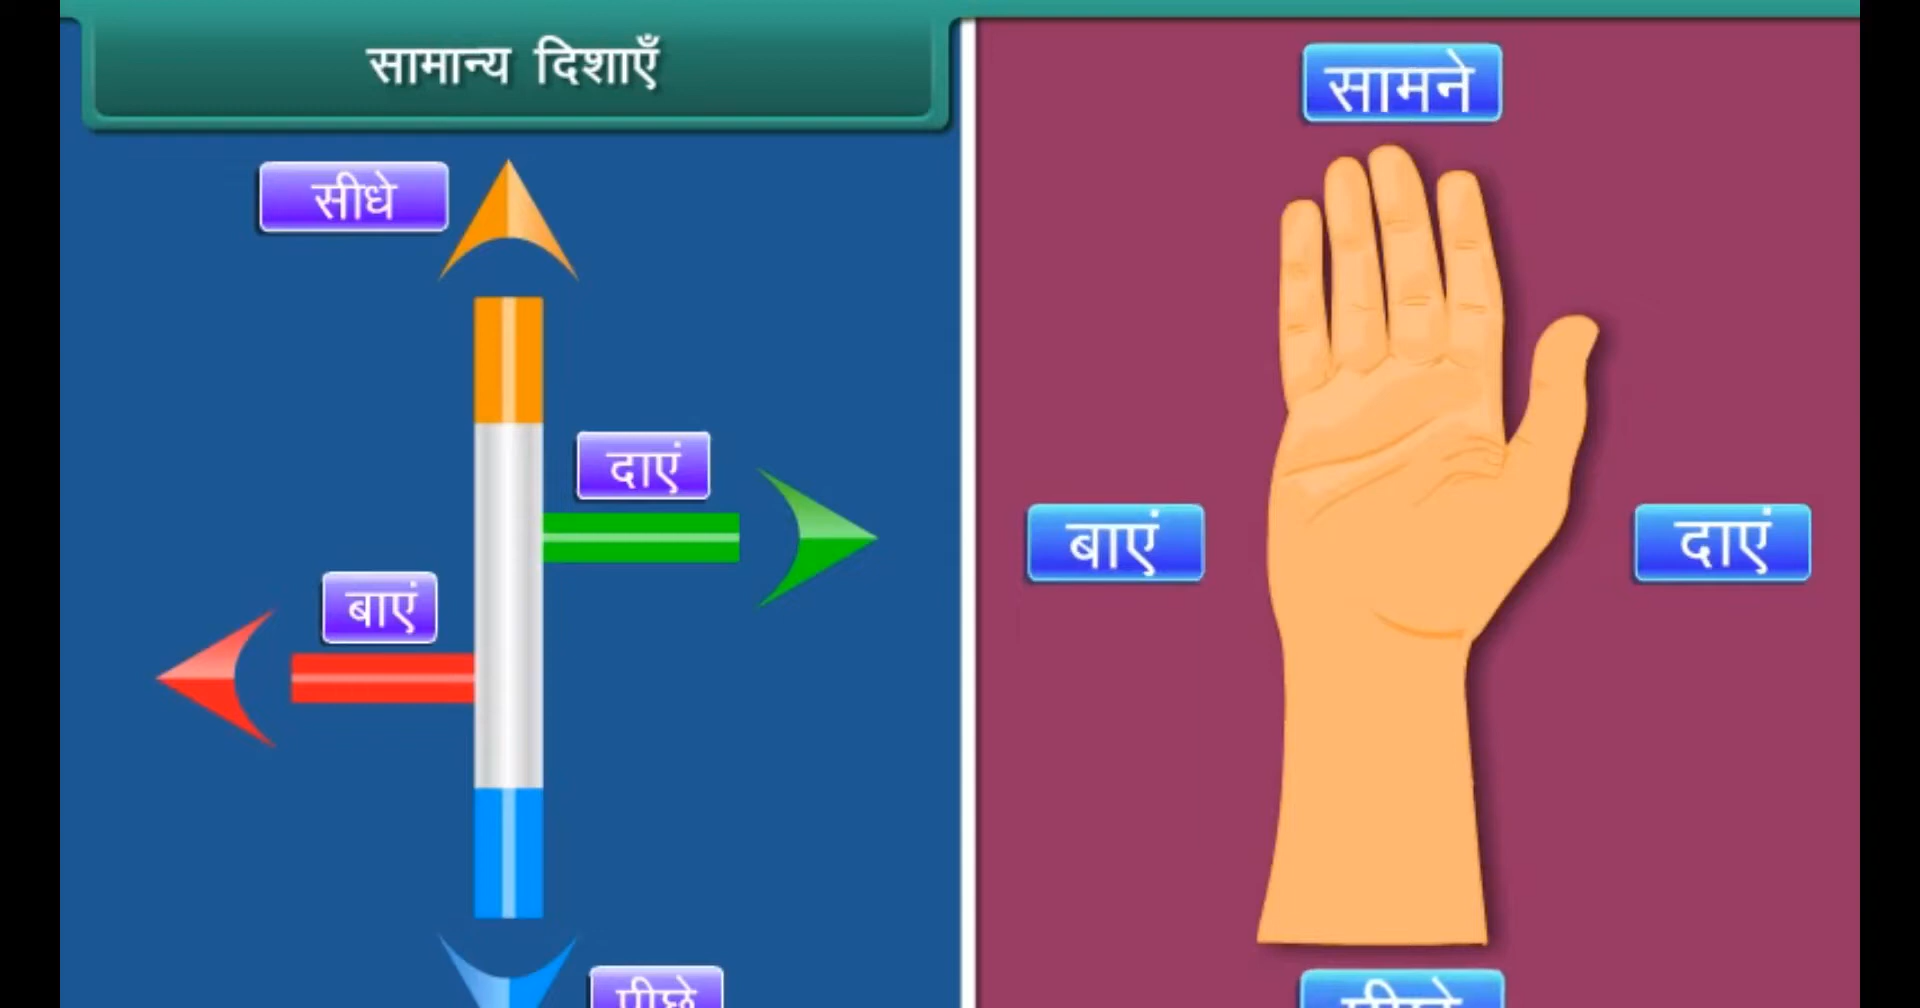 सामान्य दिशाएँ
सीधे
दाएं
बाएं
पीछे
सामने
बाएं
दाएं